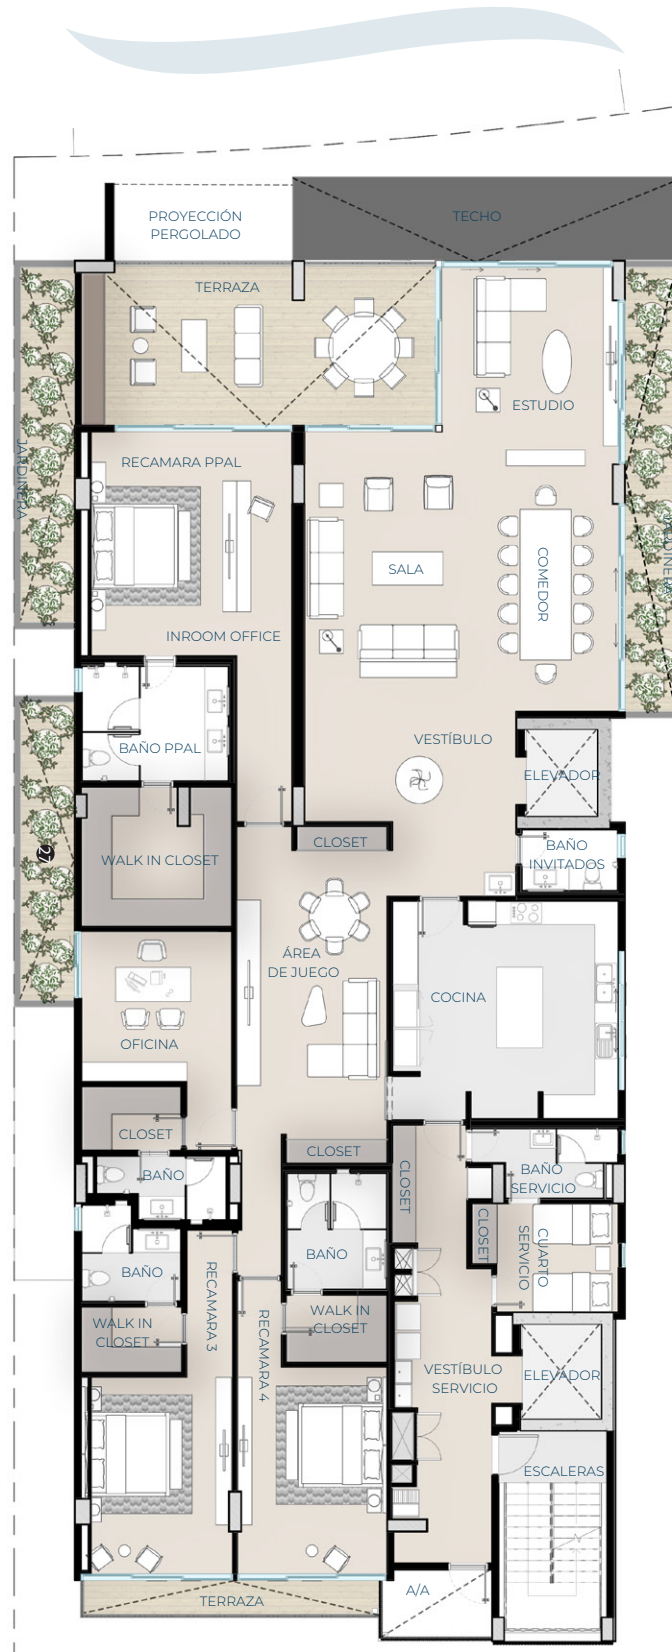 PROYECCIÓN
PERGOLADO
TECHO
TERRAZA
ESTUDIO
JARDINERA
RECAMARA PPAL
SALA
COMEDOR
JARDINERA
INROOM OFFICE
BAÑO PPAL
VESTÍBULO
ELEVADOR
CLOSET
BAÑO
INVITADOS
27
WALK IN CLOSET
ÁREA
DE JUEGO
COCINA
OFICINA
CLOSET
CLOSET
BAÑO
CLOSET
BAÑO
SERVICIO
CLOSET
CUARTO
SERVICIO
BAÑO
BAÑO
RECAMARA 3
RECAMARA 4
WALK IN
CLOSET
WALK IN
CLOSET
VESTÍBULO
SERVICIO
ELEVADOR
ESCALERAS
A/A
TERRAZA